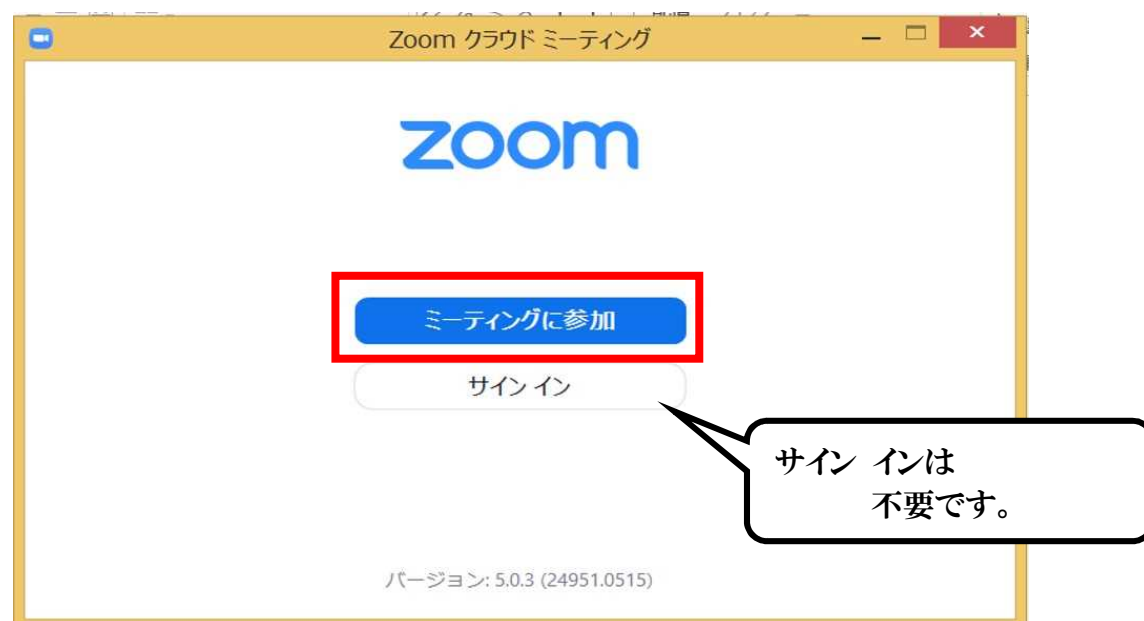 Zoom クラウド ミーティング
zoom
ミーティングに参加
サイン イン
サイン インは
不要です。
バージョン: 5.0.3 (24951.0515)